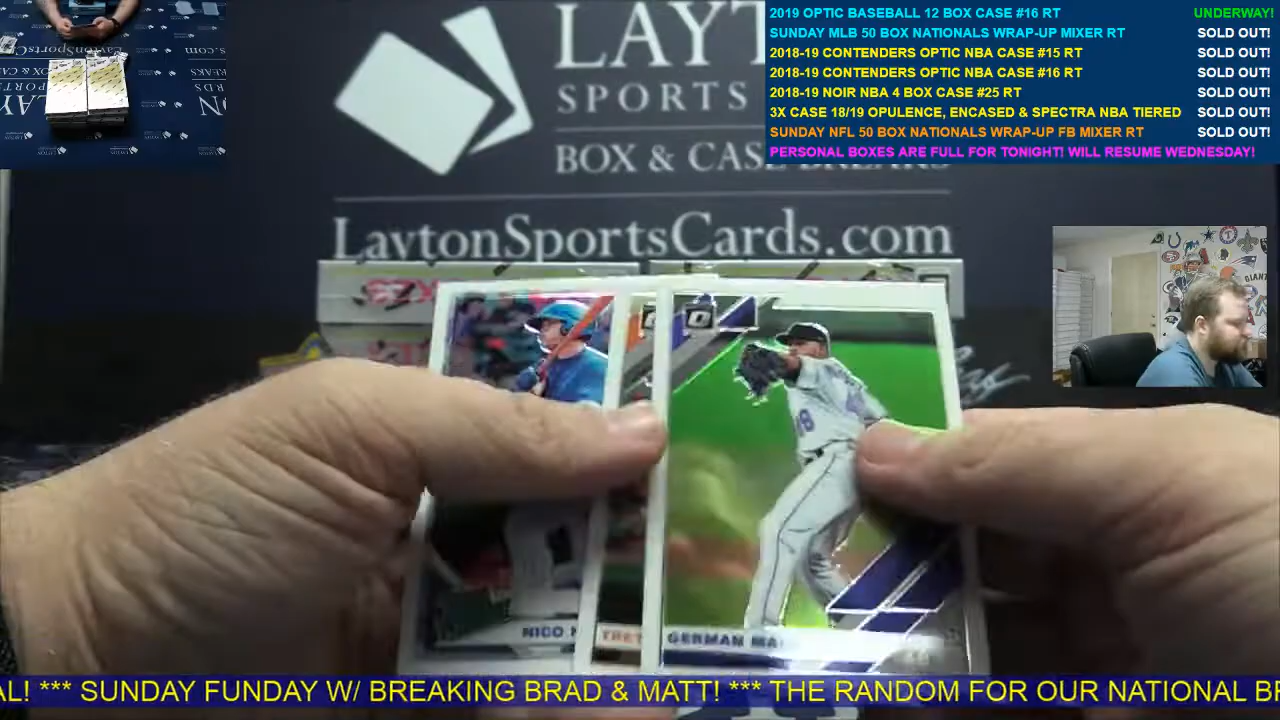 2019 OPTIC BASEBALL 12 BOX CASE #16 RT UNDERWAY!
SUNDAY MLB 50 BOX NATIONALS WRAP-UP MIXER RT SOLD OUT!
2018-19 CONTENDERS OPTIC NBA CASE #15 RT SOLD OUT!
2018-19 CONTENDERS OPTIC NBA CASE #16 RT SOLD OUT!
2018-19 NOIR NBA 4 BOX CASE #25 RT SOLD OUT!
3X CASE 18/19 OPULENCE, ENCASED & SPECTRA NBA TIERED SOLD OUT!
SUNDAY NFL 50 BOX NATIONALS WRAP-UP FB MIXER RT SOLD OUT!
PERSONAL BOXES ARE FULL FOR TONIGHT! WILL RESUME WEDNESDAY!
LAYT
SPORTS
BOX & CASE BREAKS
LaytonSportsCards.com
18
NICO
TRE
GERMAN MA
AL! *** SUNDAY FUNDAY W/ BREAKING BRAD & MATT! *** THE RANDOM FOR OUR NATIONAL B